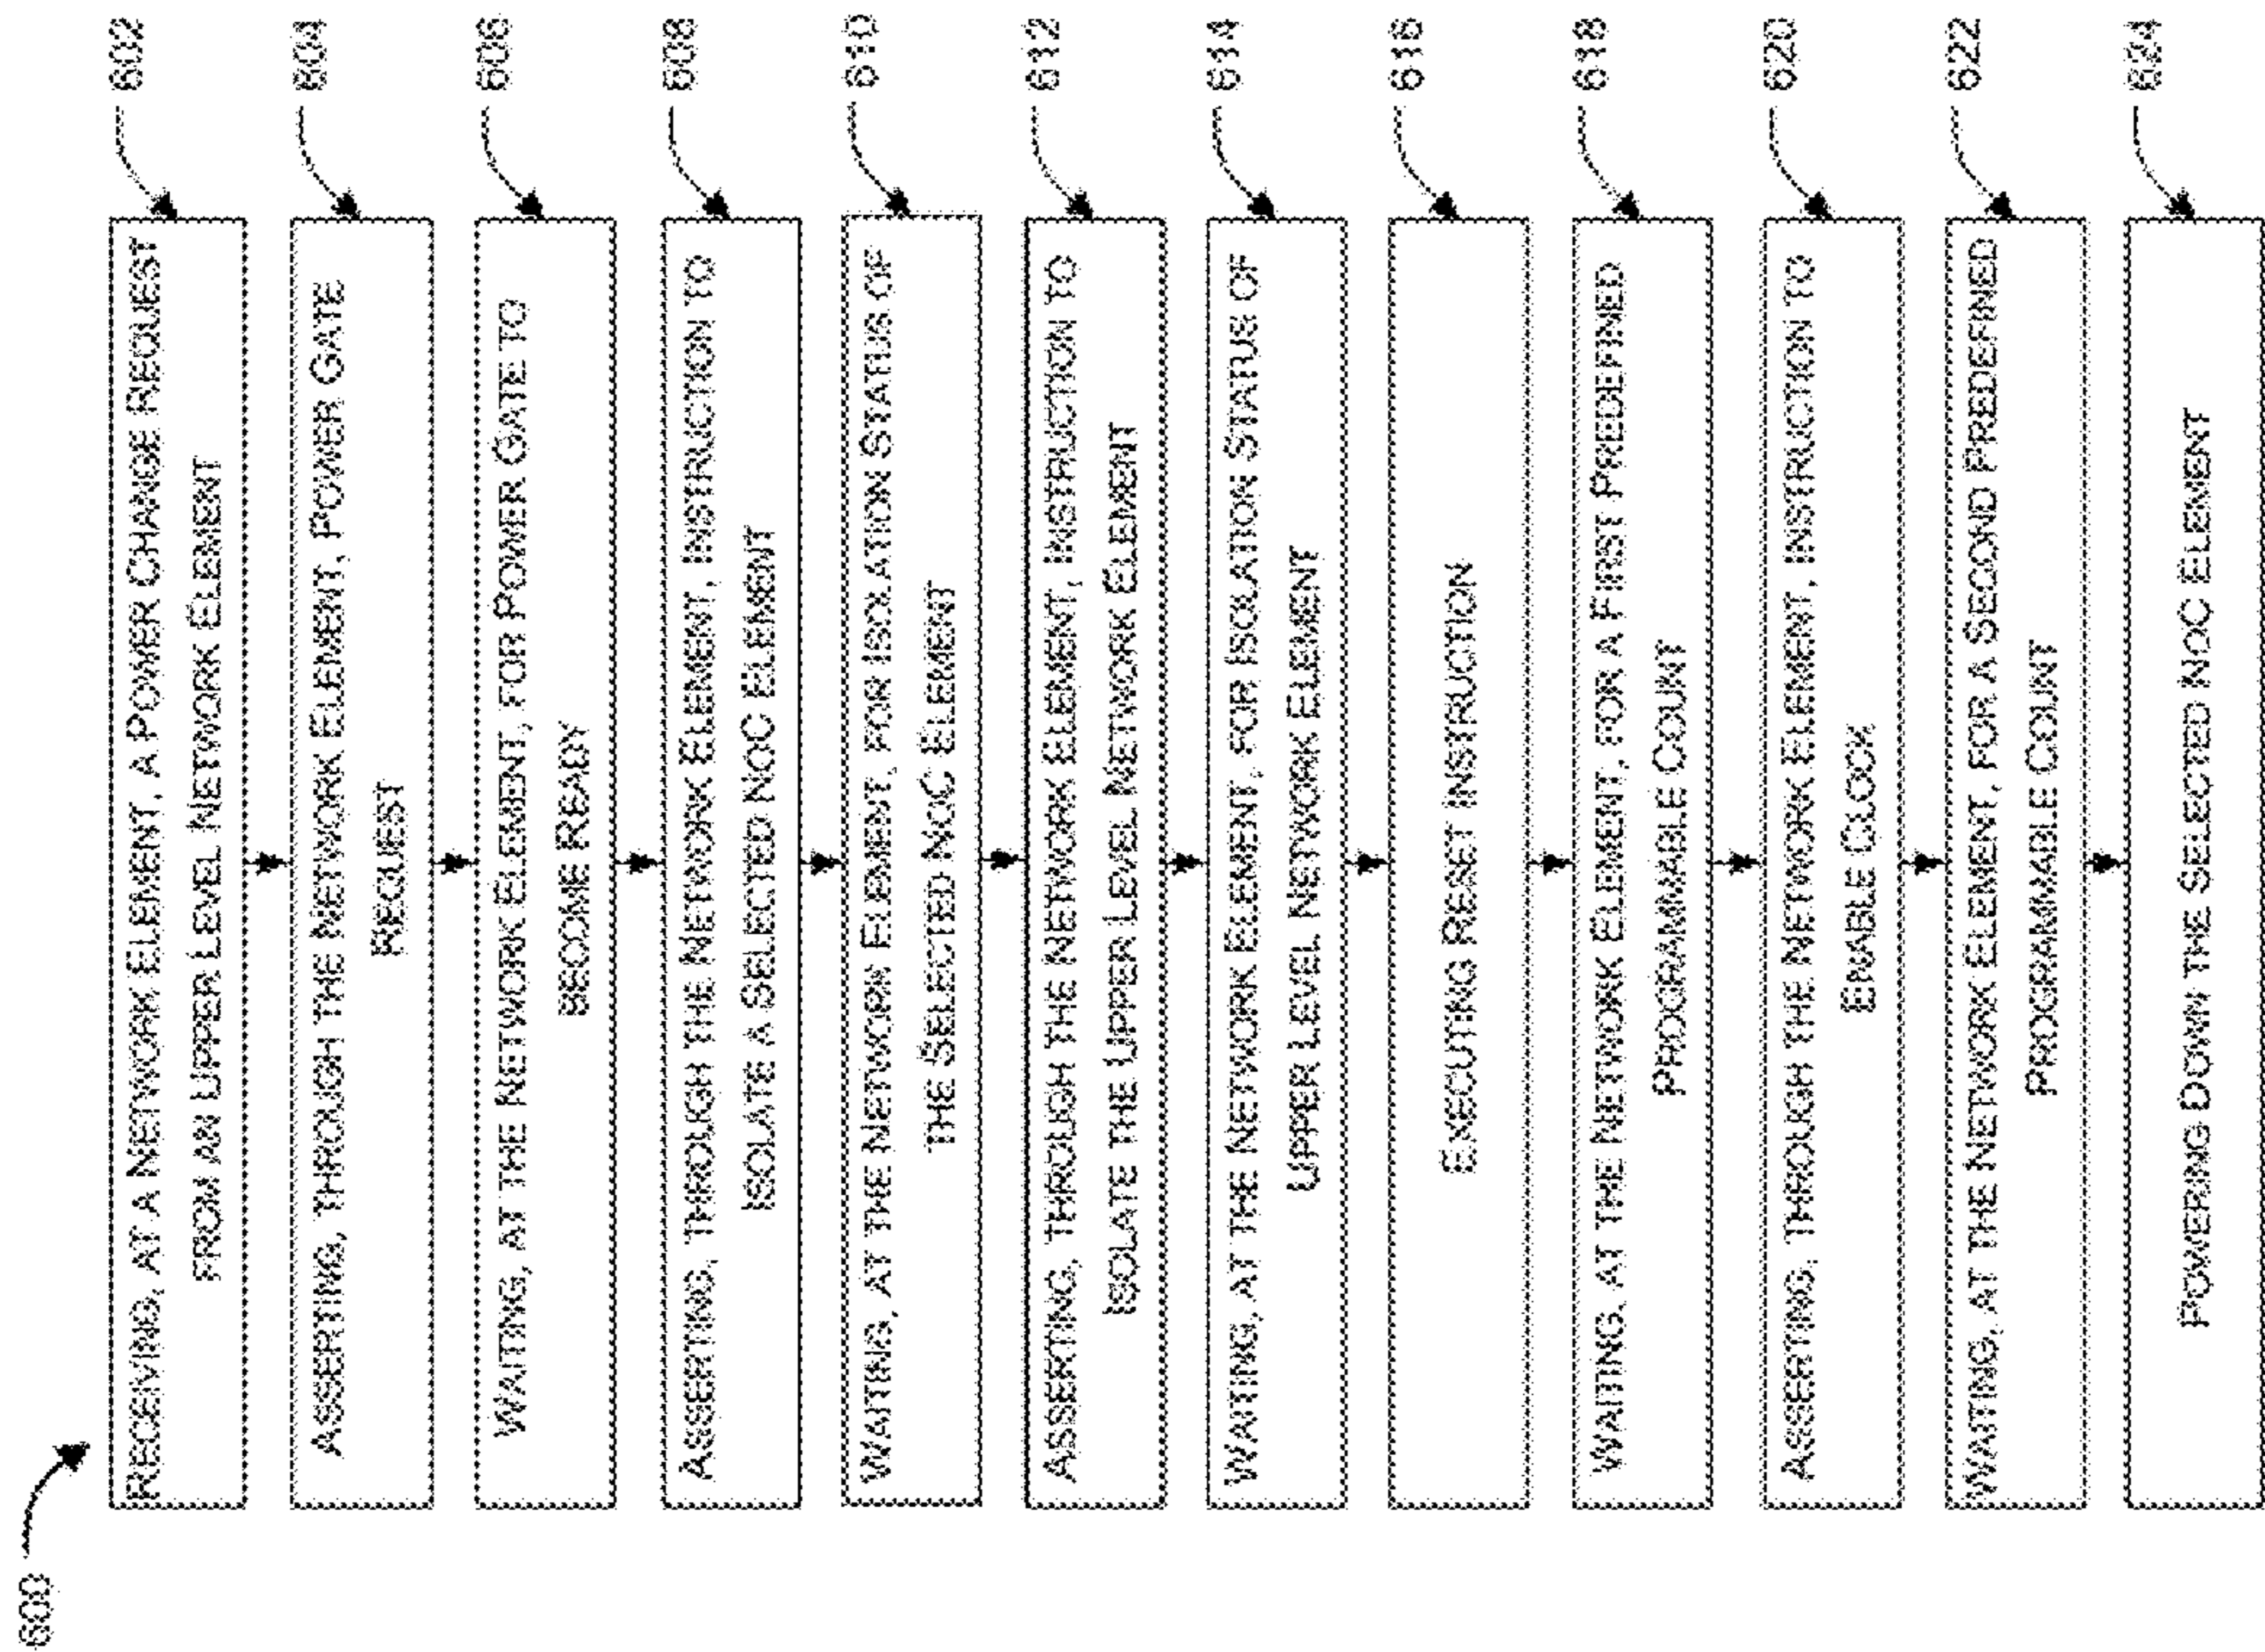 600
RECEIVING, AT A NETWORK ELEMENT, A POWER CHANGE REQUEST
FROM AN UPPER LEVEL NETWORK ELEMENT
602
ASSERTING, THROUGH THE NETWORK ELEMENT, POWER GATE
REQUEST
604
WAITING, AT THE NETWORK ELEMENT, FOR POWER GATE TO
BECOME READY
606
ASSERTING, THROUGH THE NETWORK ELEMENT, INSTRUCTION TO
ISOLATE A SELECTED NOC ELEMENT
608
WAITING, AT THE NETWORK ELEMENT, FOR ISOLATION STATUS OF
THE SELECTED NOC ELEMENT
610
ASSERTING, THROUGH THE NETWORK ELEMENT, INSTRUCTION TO
ISOLATE THE UPPER LEVEL NETWORK ELEMENT
612
WAITING, AT THE NETWORK ELEMENT, FOR ISOLATION STATUS OF
UPPER LEVEL NETWORK ELEMENT
614
EXECUTING RESET INSTRUCTION
616
WAITING, AT THE NETWORK ELEMENT, FOR A FIRST PREDEFINED
PROGRAMMABLE COUNT
618
ASSERTING, THROUGH THE NETWORK ELEMENT, INSTRUCTION TO
ENABLE CLOCK
620
WAITING, AT THE NETWORK ELEMENT, FOR A SECOND PREDEFINED
PROGRAMMABLE COUNT
622
POWERING DOWN THE SELECTED NOC ELEMENT
624